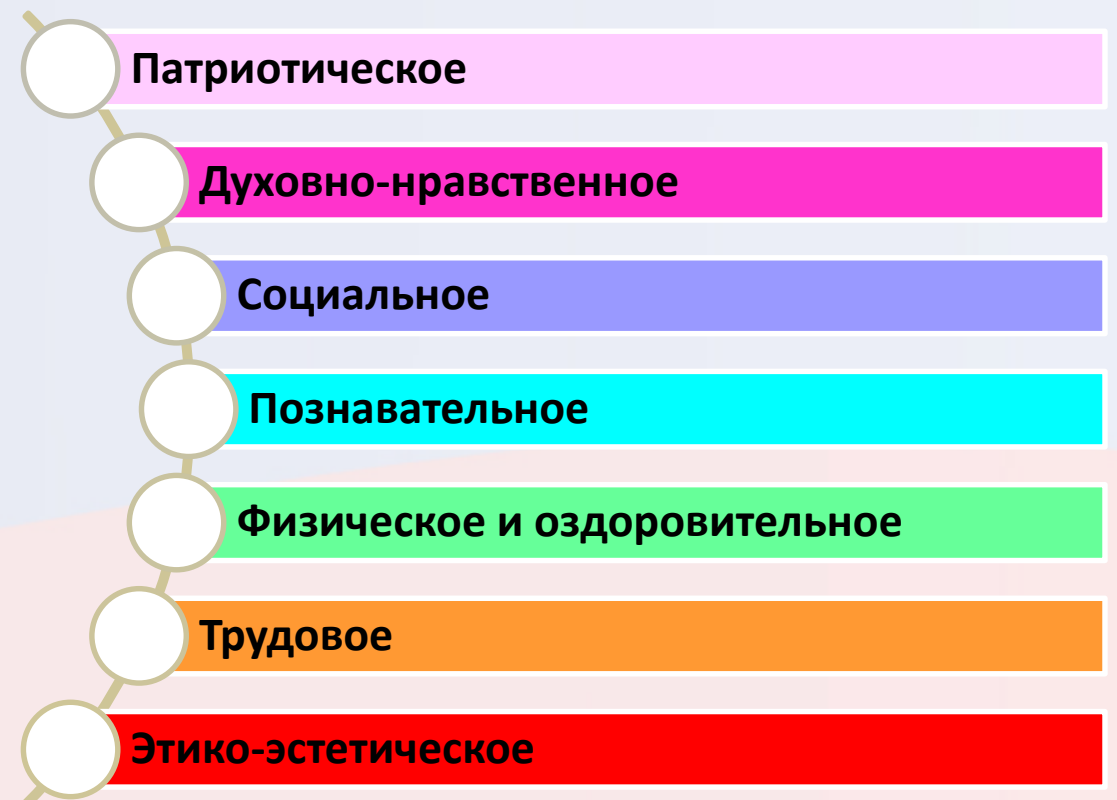 Патриотическое
Духовно-нравственное
Социальное
Познавательное
Физическое и оздоровительное
Трудовое
Этико-эстетическое